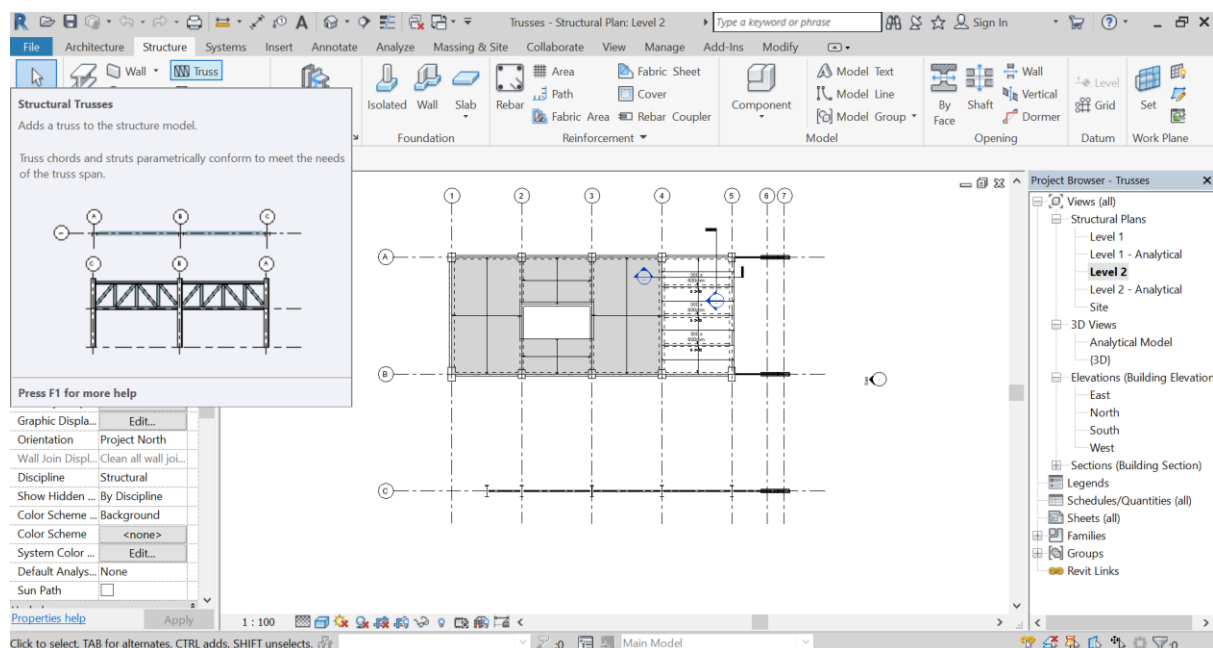 Trusses - Structural Plan: Level 2
Type a keyword or phrase
Sign In
File Architecture Structure Systems Insert Annotate Analyze Massing & Site Collaborate View Manage Add-Ins Modify
Wall Truss
Isolated Wall Slab Rebar
Area Fabric Sheet
Path Cover
Fabric Area Rebar Coupler
Component
Model Text
Model Line
Model Group
By Face Shaft
Wall
Vertical
Dormer
Level
Grid
Set
Foundation Reinforcement Model Opening Datum Work Plane
Structural Trusses
Adds a truss to the structure model.
Truss chords and struts parametrically conform to meet the needs
of the truss span.
A B C
C B A
Press F1 for more help
Graphic Displa... Edit...
Orientation Project North
Wall Join Displ... Clean all wall joi...
Discipline Structural
Show Hidden ... By Discipline
Color Scheme ... Background
Color Scheme <none>
System Color ... Edit...
Default Analys... None
Sun Path
Properties help Apply
1 2 3 4 5 6 7
A
B
C
1 : 100
Project Browser - Trusses
Views (all)
Structural Plans
Level 1
Level 1 - Analytical
Level 2
Level 2 - Analytical
Site
3D Views
Analytical Model
{3D}
Elevations (Building Elevation
East
North
South
West
Sections (Building Section)
Legends
Schedules/Quantities (all)
Sheets (all)
Families
Groups
Revit Links
Click to select, TAB for alternates, CTRL adds, SHIFT unselects.
:0
Main Model
:0